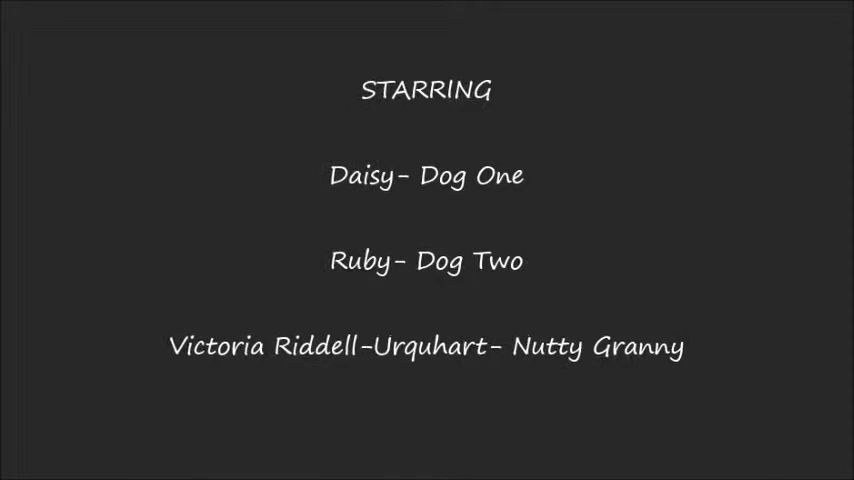 STARRING
Daisy- Dog One
Ruby- Dog Two
Victoria Riddell-Urquhart- Nutty Granny